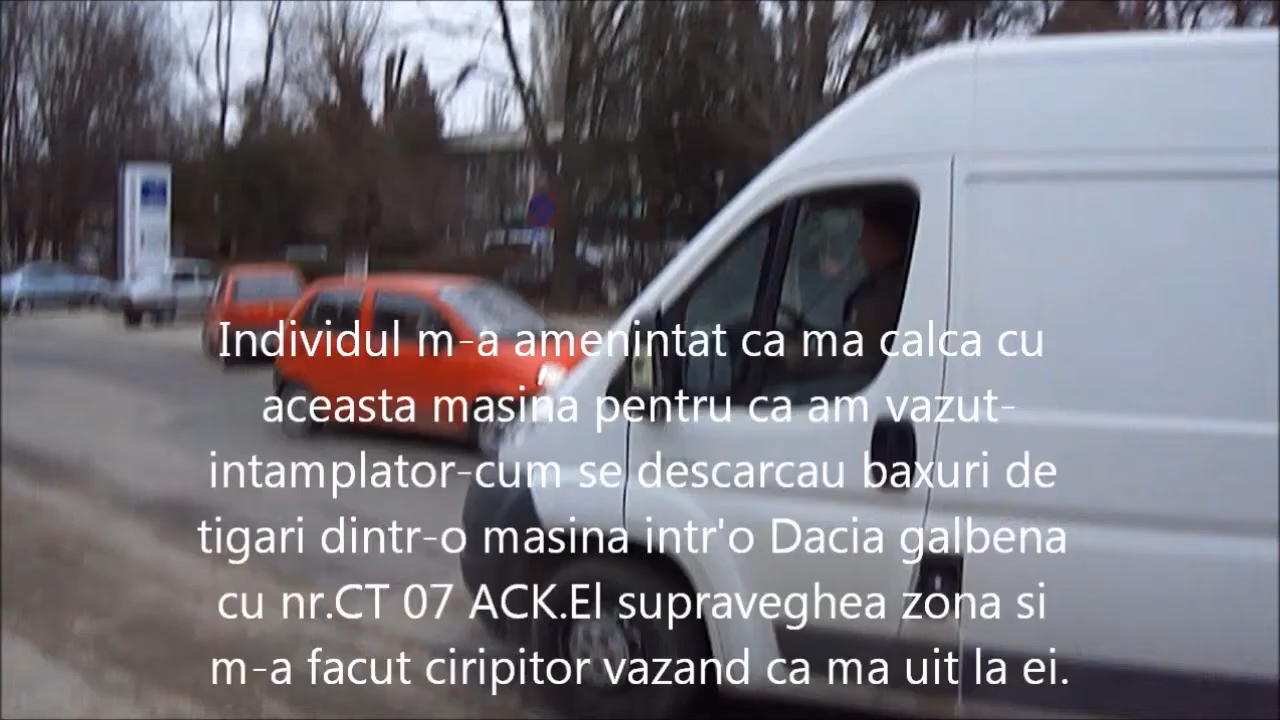 Individul m-a amenintat ca ma calca cu
aceasta masina pentru ca am vazut-
intamplator-cum se descarcau baxuri de
tigari dintr-o masina intr'o Dacia galbena
cu nr.CT 07 ACK.El supraveghea zona si
m-a facut ciripitor vazand ca ma uit la ei.